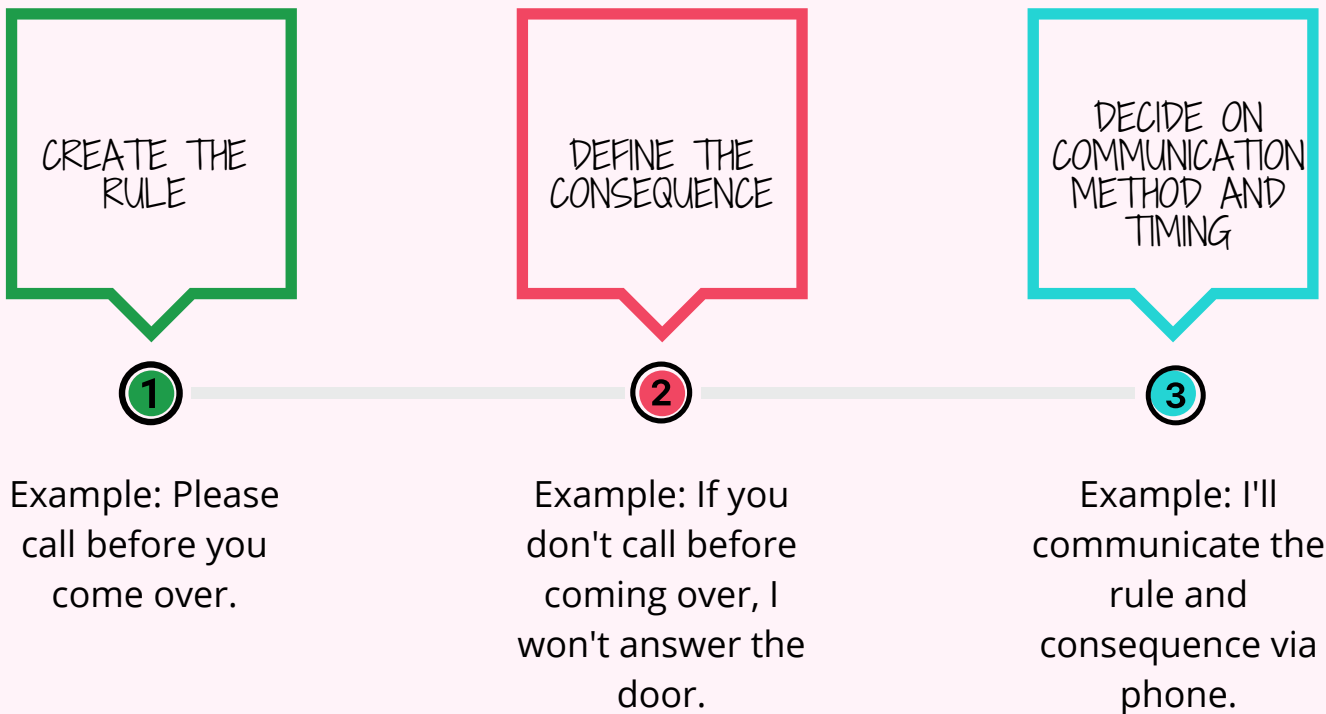 CREATE THE
RULE
DEFINE THE
CONSEQUENCE
DECIDE ON
COMMUNICATION
METHOD AND
TIMING
1
2
3
Example: Please
call before you
come over.
Example: If you
don't call before
coming over, I
won't answer the
door.
Example: I'll
communicate the
rule and
consequence via
phone.